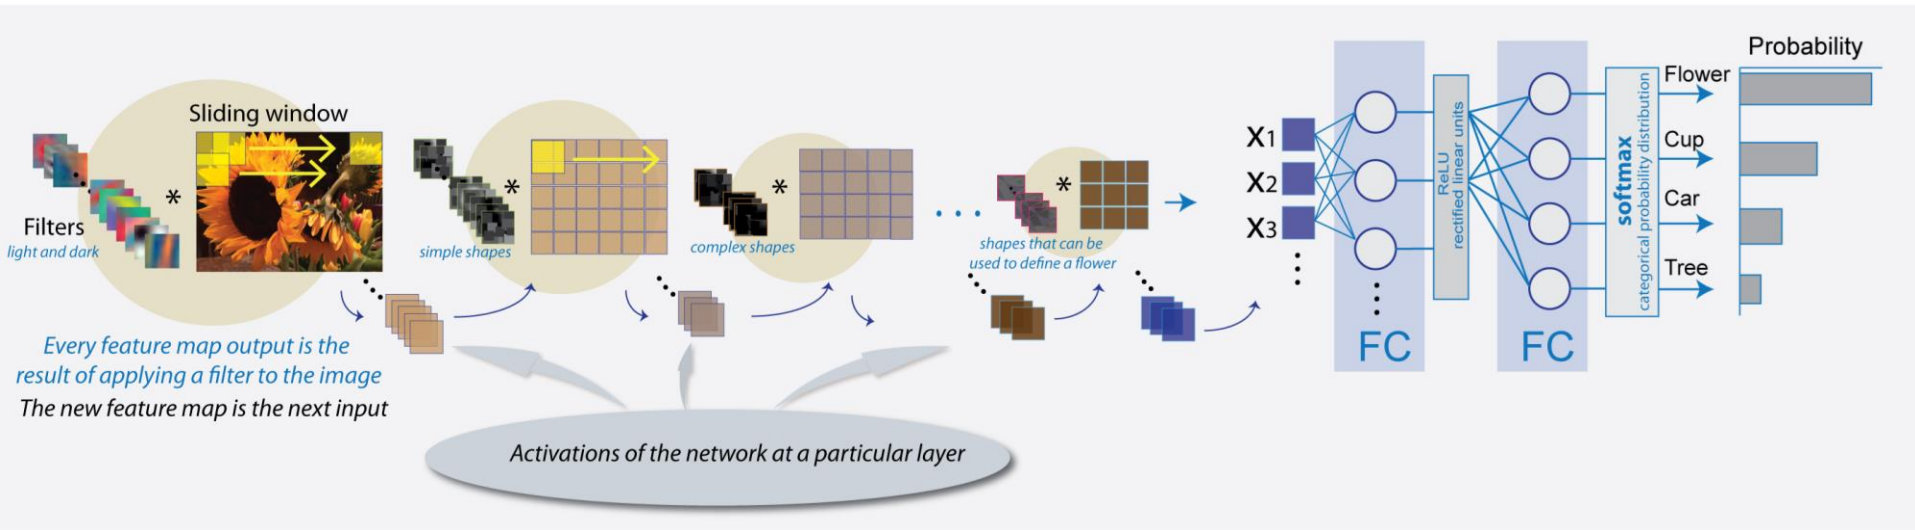 Sliding window
*
Filters
light and dark
Every feature map output is the
result of applying a filter to the image
The new feature map is the next input
*
simple shapes
*
complex shapes
*
shapes that can be
used to define a flower
Activations of the network at a particular layer
X1
X2
X3
FC
ReLU
rectified linear units
FC
softmax
categorical probability distribution
Probability
Flower
Cup
Car
Tree